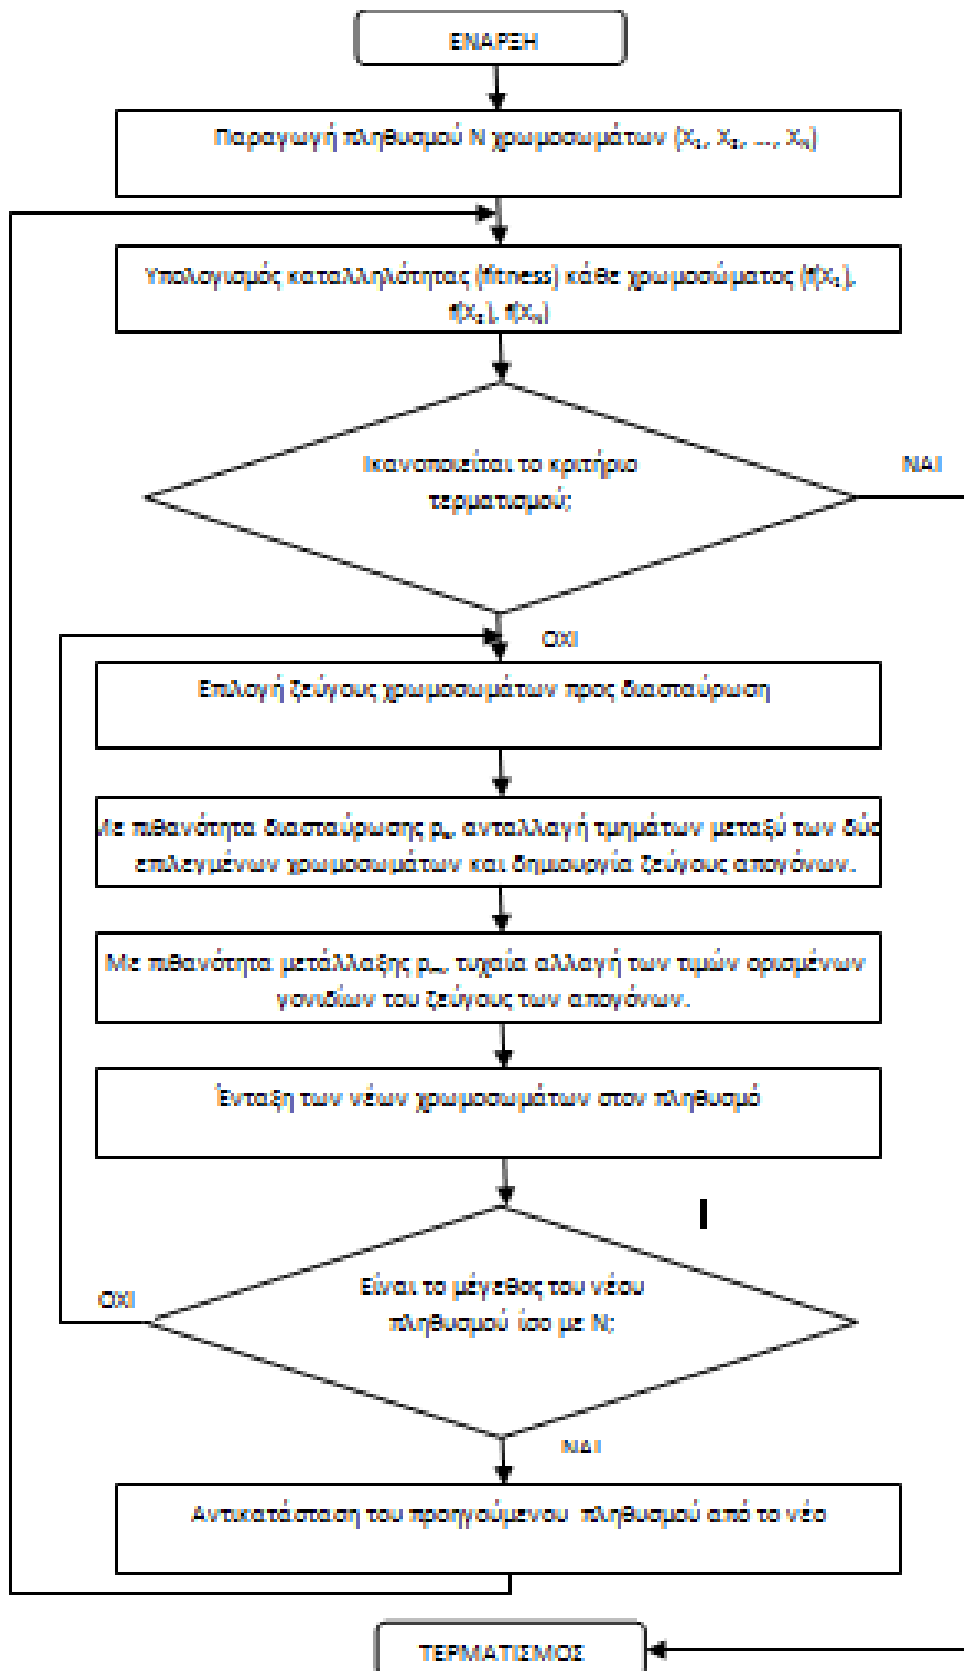 ΕΝΑΡΞΗ
Παραγωγή πληθυσμού Ν χρωμοσωμάτων (X₁, X₂, ..., X_N)
Υπολογισμός καταλληλότητας (fitness) κάθε χρωμοσώματος (f(X₁),
f(X₂), f(X_N)
Ικανοποιείται το κριτήριο
τερματισμού;
ΝΑΙ
ΟΧΙ
Επιλογή ζεύγους χρωμοσωμάτων προς διασταύρωση
Με πιθανότητα διασταύρωσης ανταλλαγή τμημάτων μεταξύ των δύο
επιλεγμένων χρωμοσωμάτων και δημιουργία ζεύγους απογόνων.
Με πιθανότητα μετάλλαξης pₘ, τυχαία αλλαγή των τιμών ορισμένων
γονιδίων του ζεύγους των απογόνων.
Ένταξη των νέων χρωμοσωμάτων στον πληθυσμό
Είναι το μέγεθος του νέου
πληθυσμού ίσο με Ν;
ΟΧΙ
ΝΑΙ
Αντικατάσταση του προηγούμενου πληθυσμού από το νέο
ΤΕΡΜΑΤΙΣΜΟΣ